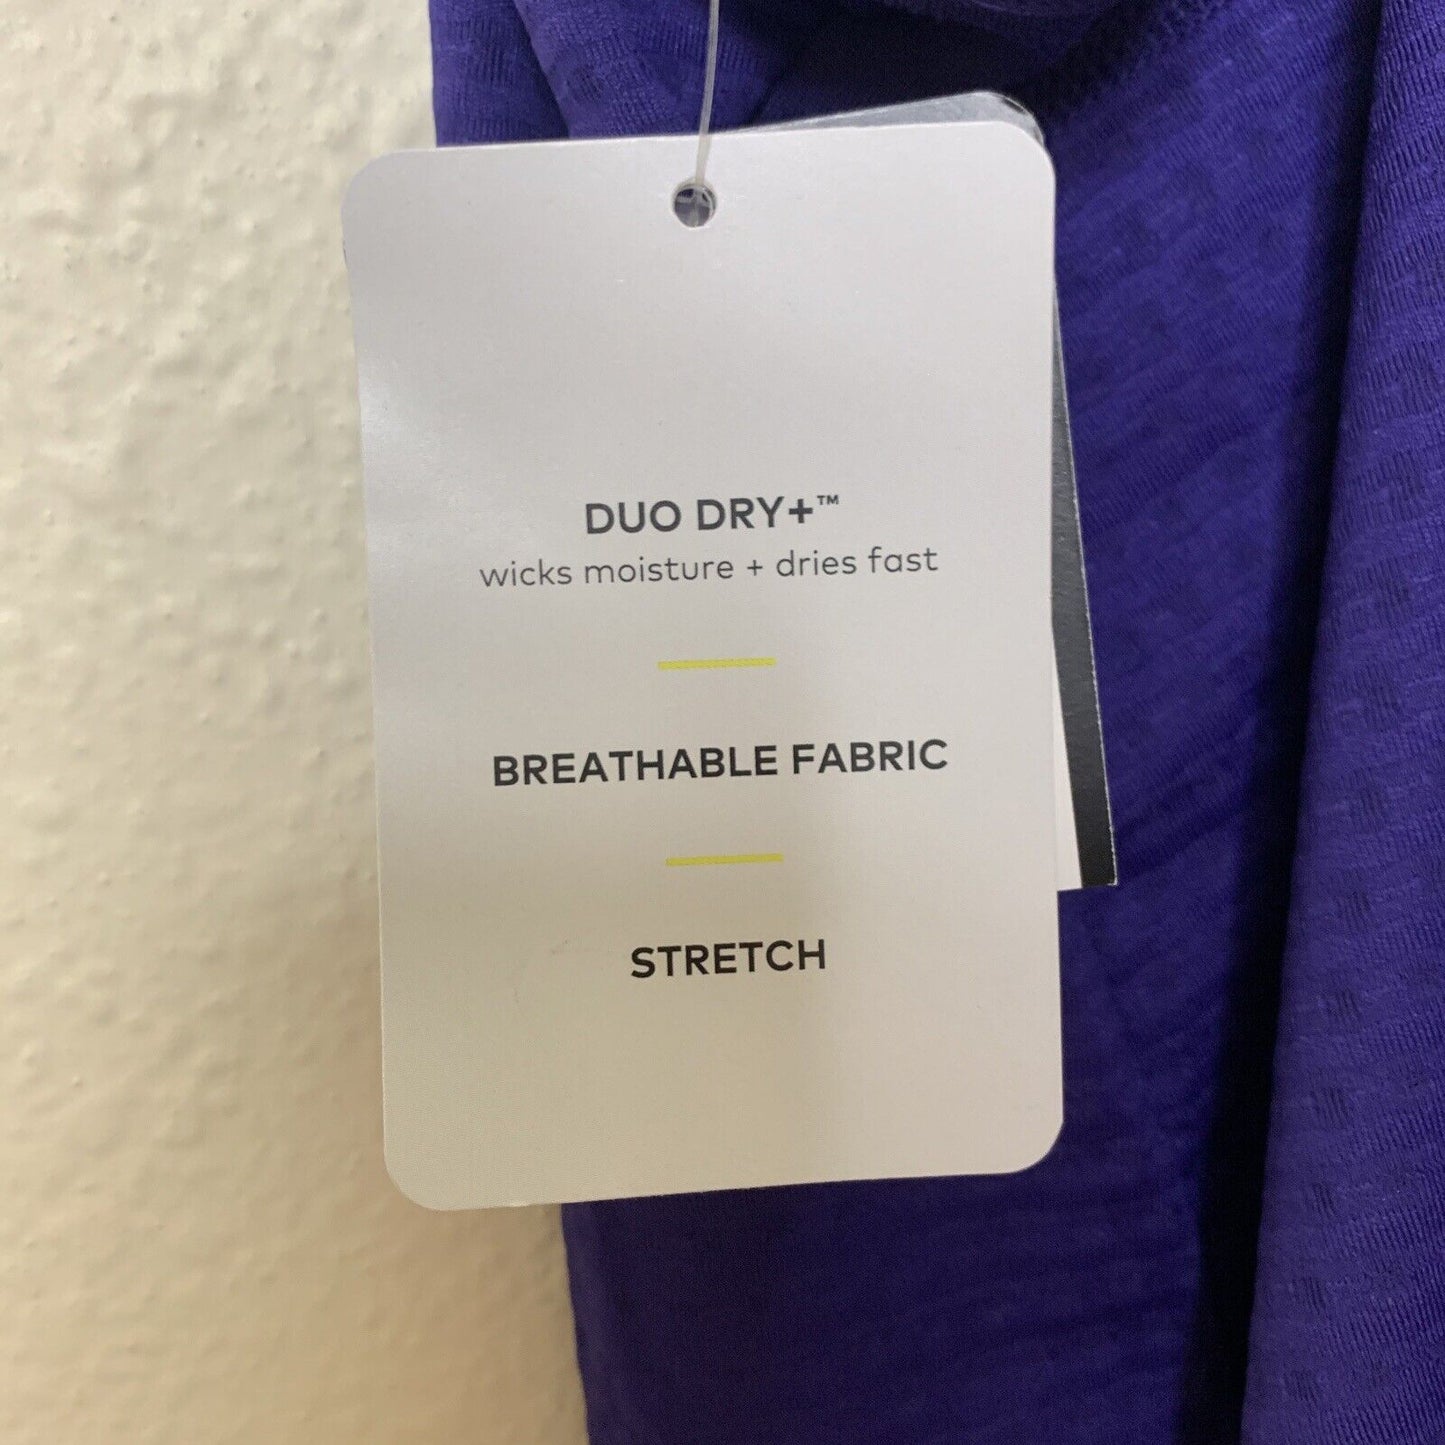 DUO DRY+™
wicks moisture + dries fast
BREATHABLE FABRIC
STRETCH